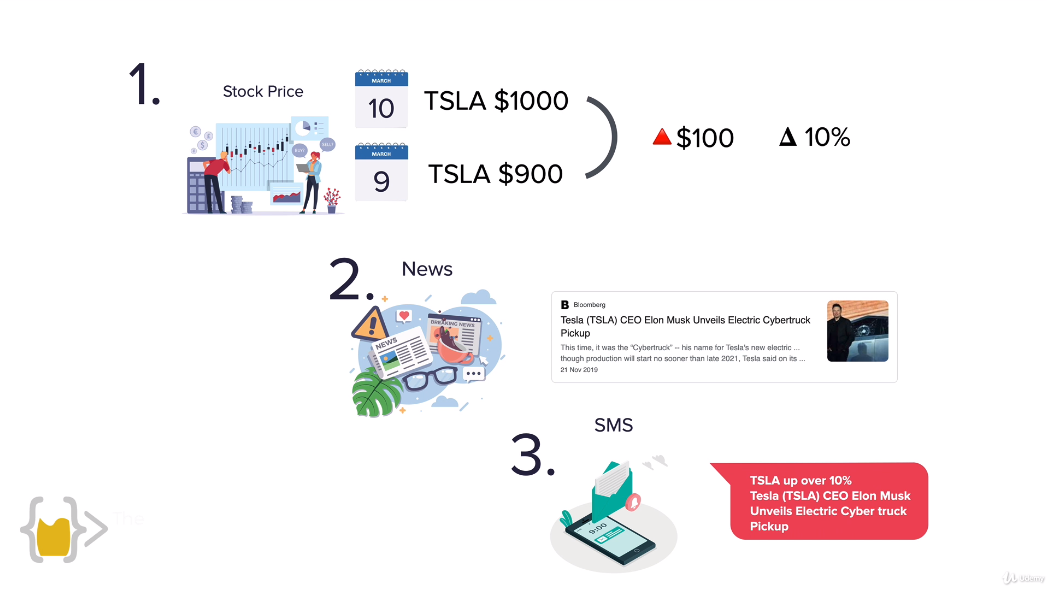 1.
Stock Price
BUY
SELL
MARCH
10
TSLA $1000
MARCH
9
TSLA $900
$100
Δ 10%
2.
News
BREAKING NEWS
NEWS
B Bloomberg
Tesla (TSLA) CEO Elon Musk Unveils Electric Cybertruck
Pickup
This time, it was the "Cybertruck" -- his name for Tesla's new electric ...
though production will start no sooner than late 2021, Tesla said on its ...
21 Nov 2019
3.
SMS
9:00
TSLA up over 10%
Tesla (TSLA) CEO Elon Musk
Unveils Electric Cyber truck
Pickup
The
Udemy